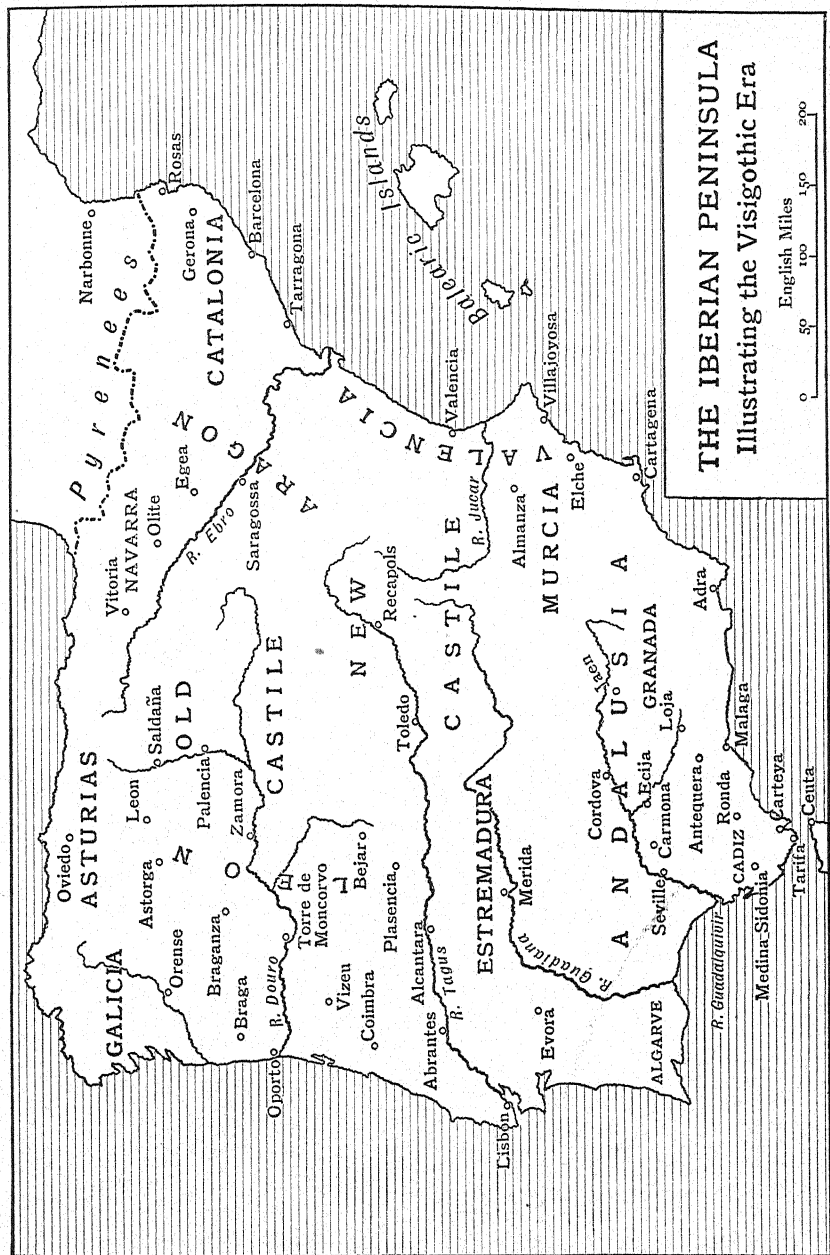 THE IBERIAN PENINSULA
Illustrating the Visigothic Era
English Miles
0 50 100 150 200
Oviedo
ASTURIAS
GALICIA
Leon
Saldaña
Astorga
Orense
Palencia
OLD
CASTILE
Zamora
LEON
Braganza
Braga
Torre de
Moncorvo
R. Douro
Oporto
Vizeu
Coimbra
Bejar
Plasencia
Vitoria
NAVARRA
Olite
Pyrenees
Narbonne
Rosas
Gerona
CATALONIA
Barcelona
Tarragona
Egea
ARAGON
R. Ebro
Saragossa
NEW
CASTILE
Recapols
Toledo
Alcantara
R. Tagus
Abrantes
Lisbon
Evora
ESTREMADURA
Merida
R. Guadiana
ALGARVE
VALENCIA
Valencia
R. Jucar
Almanza
Villajoyosa
Elche
MURCIA
Cartagena
Balearic
Islands
ANDALUSIA
Jaen
Cordova
Ecija
Carmona
Seville
GRANADA
Loja
Antequera
Adra
Malaga
Ronda
CADIZ
Medina-Sidonia
R. Guadalquivir
Carteya
Tarifa
Ceuta